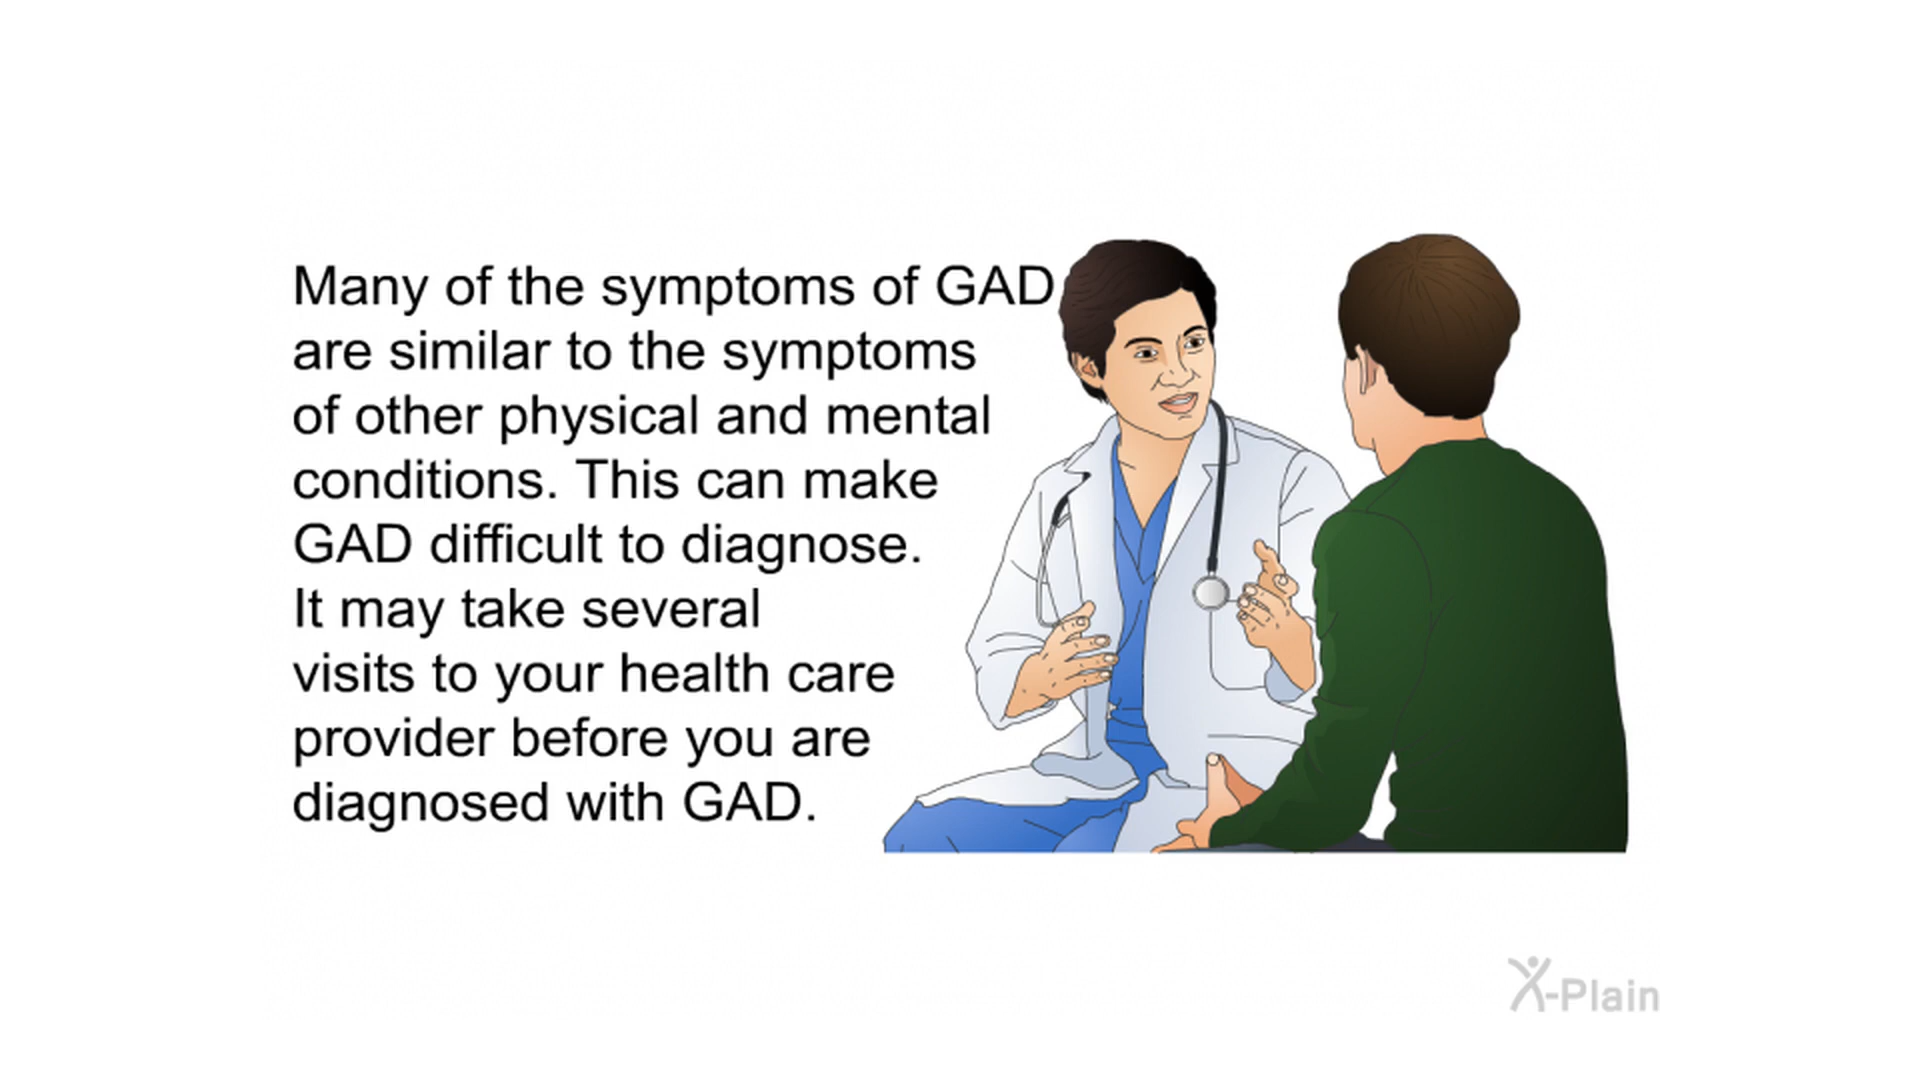 Many of the symptoms of GAD
are similar to the symptoms
of other physical and mental
conditions. This can make
GAD difficult to diagnose.
It may take several
visits to your health care
provider before you are
diagnosed with GAD.
X-Plain